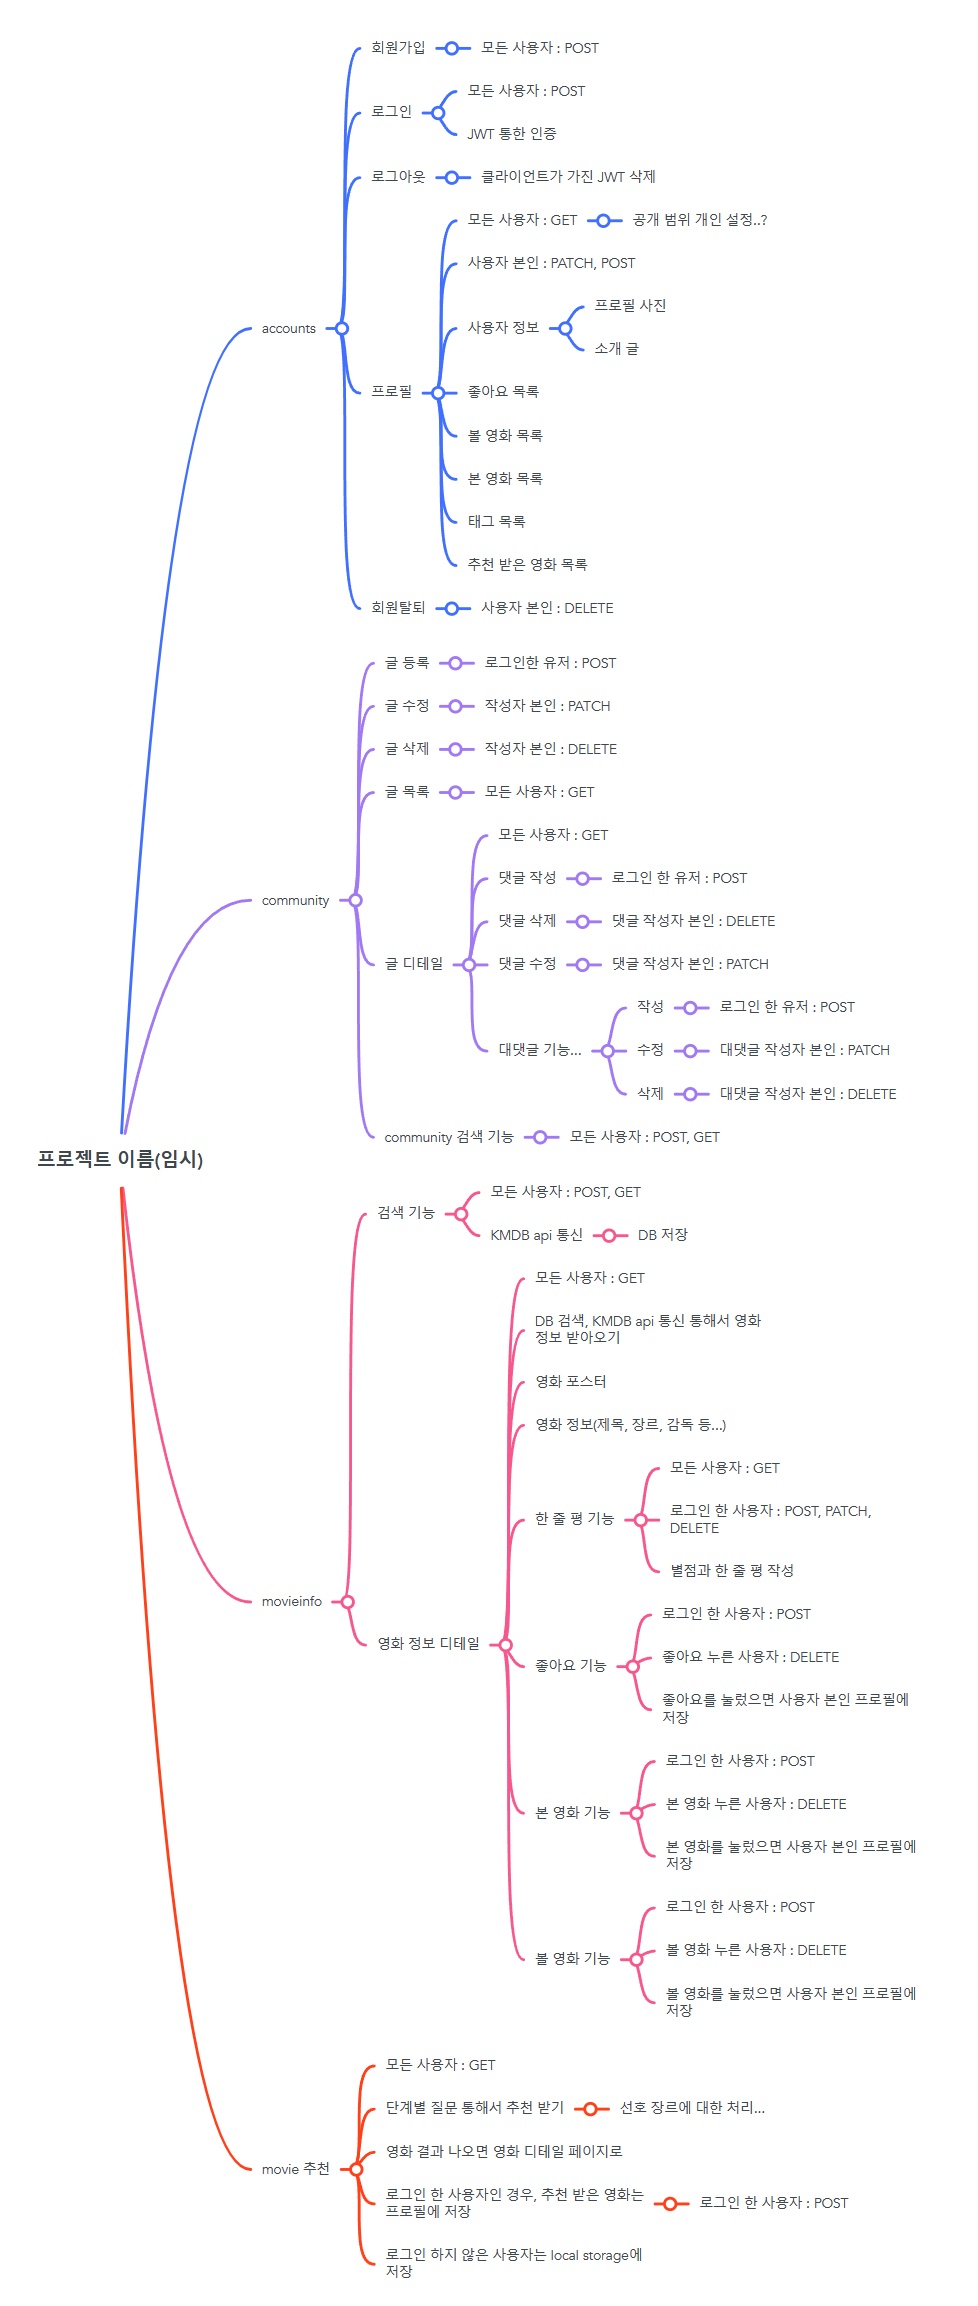 회원가입
모든 사용자 : POST
로그인
모든 사용자 : POST
JWT 통한 인증
로그아웃
클라이언트가 가진 JWT 삭제
accounts
프로필
모든 사용자 : GET
공개 범위 개인 설정..?
사용자 본인 : PATCH, POST
사용자 정보
프로필 사진
소개 글
좋아요 목록
볼 영화 목록
본 영화 목록
태그 목록
추천 받은 영화 목록
회원탈퇴
사용자 본인 : DELETE
글 등록
로그인한 유저 : POST
글 수정
작성자 본인 : PATCH
글 삭제
작성자 본인 : DELETE
글 목록
모든 사용자 : GET
community
글 디테일
모든 사용자 : GET
댓글 작성
로그인 한 유저 : POST
댓글 삭제
댓글 작성자 본인 : DELETE
댓글 수정
댓글 작성자 본인 : PATCH
대댓글 기능...
작성
로그인 한 유저 : POST
수정
대댓글 작성자 본인 : PATCH
삭제
대댓글 작성자 본인 : DELETE
community 검색 기능
모든 사용자 : POST, GET
프로젝트 이름(임시)
검색 기능
모든 사용자 : POST, GET
KMDB api 통신
DB 저장
movieinfo
영화 정보 디테일
모든 사용자 : GET
DB 검색, KMDB api 통신 통해서 영화
정보 받아오기
영화 포스터
영화 정보(제목, 장르, 감독 등...)
한 줄 평 기능
모든 사용자 : GET
로그인 한 사용자 : POST, PATCH,
DELETE
별점과 한 줄 평 작성
좋아요 기능
로그인 한 사용자 : POST
좋아요 누른 사용자 : DELETE
좋아요를 눌렀으면 사용자 본인 프로필에
저장
본 영화 기능
로그인 한 사용자 : POST
본 영화 누른 사용자 : DELETE
본 영화를 눌렀으면 사용자 본인 프로필에
저장
볼 영화 기능
로그인 한 사용자 : POST
볼 영화 누른 사용자 : DELETE
볼 영화를 눌렀으면 사용자 본인 프로필에
저장
movie 추천
모든 사용자 : GET
단계별 질문 통해서 추천 받기
선호 장르에 대한 처리...
영화 결과 나오면 영화 디테일 페이지로
로그인 한 사용자인 경우, 추천 받은 영화는
프로필에 저장
로그인 한 사용자 : POST
로그인 하지 않은 사용자는 local storage에
저장